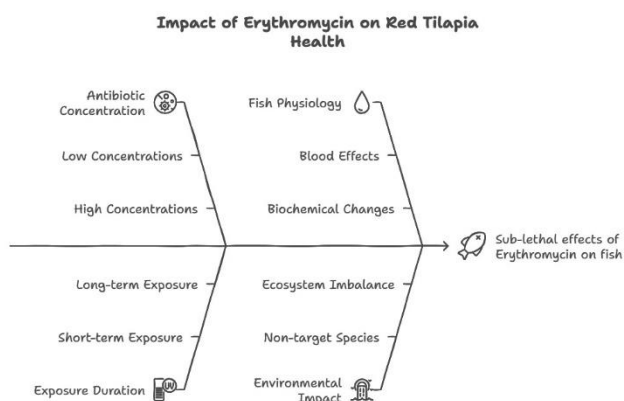 Impact of Erythromycin on Red Tilapia
Health
Antibiotic
Concentration
Fish Physiology
Low Concentrations
Blood Effects
High Concentrations
Biochemical Changes
Sub-lethal effects of
Erythromycin on fish
Long-term Exposure
Ecosystem Imbalance
Short-term Exposure
Non-target Species
Exposure Duration
UV
Environmental
Impact